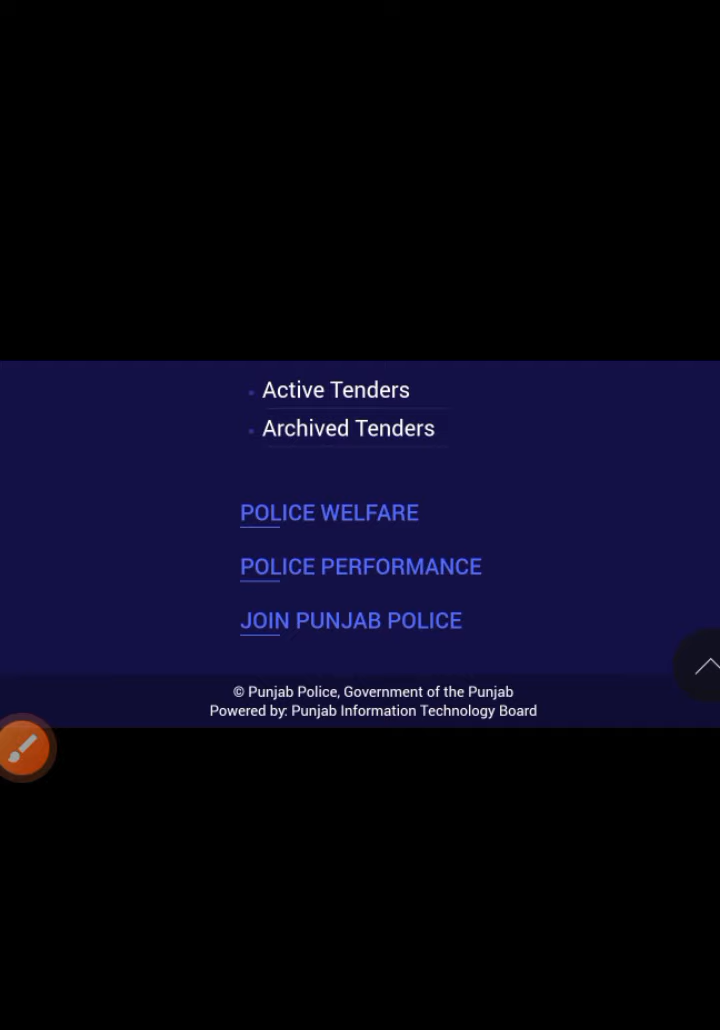 Active Tenders
Archived Tenders
POLICE WELFARE
POLICE PERFORMANCE
JOIN PUNJAB POLICE
© Punjab Police, Government of the Punjab
Powered by: Punjab Information Technology Board